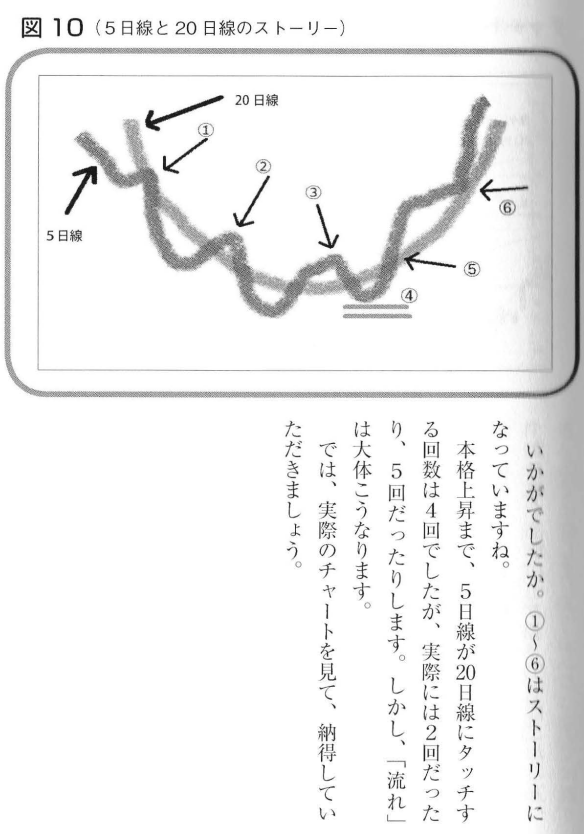 図10（5日線と20日線のストーリー）
20日線
①
②
③
5日線
⑥
⑤
④
いかがでしたか。①〜⑥はストーリーに
なっていますね。
本格上昇まで、5日線が20日線にタッチす
る回数は4回でしたが、実際には2回だった
り、5回だったりします。しかし、「流れ」
は大体こうなります。
では、実際のチャートを見て、納得してい
ただきましょう。